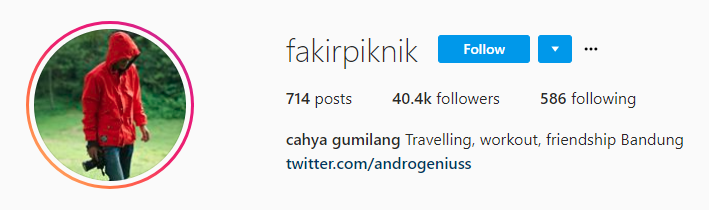 fakirpiknik Follow
714 posts 40.4k followers 586 following
cahya gumilang Travelling, workout, friendship Bandung
twitter.com/androgeniuss